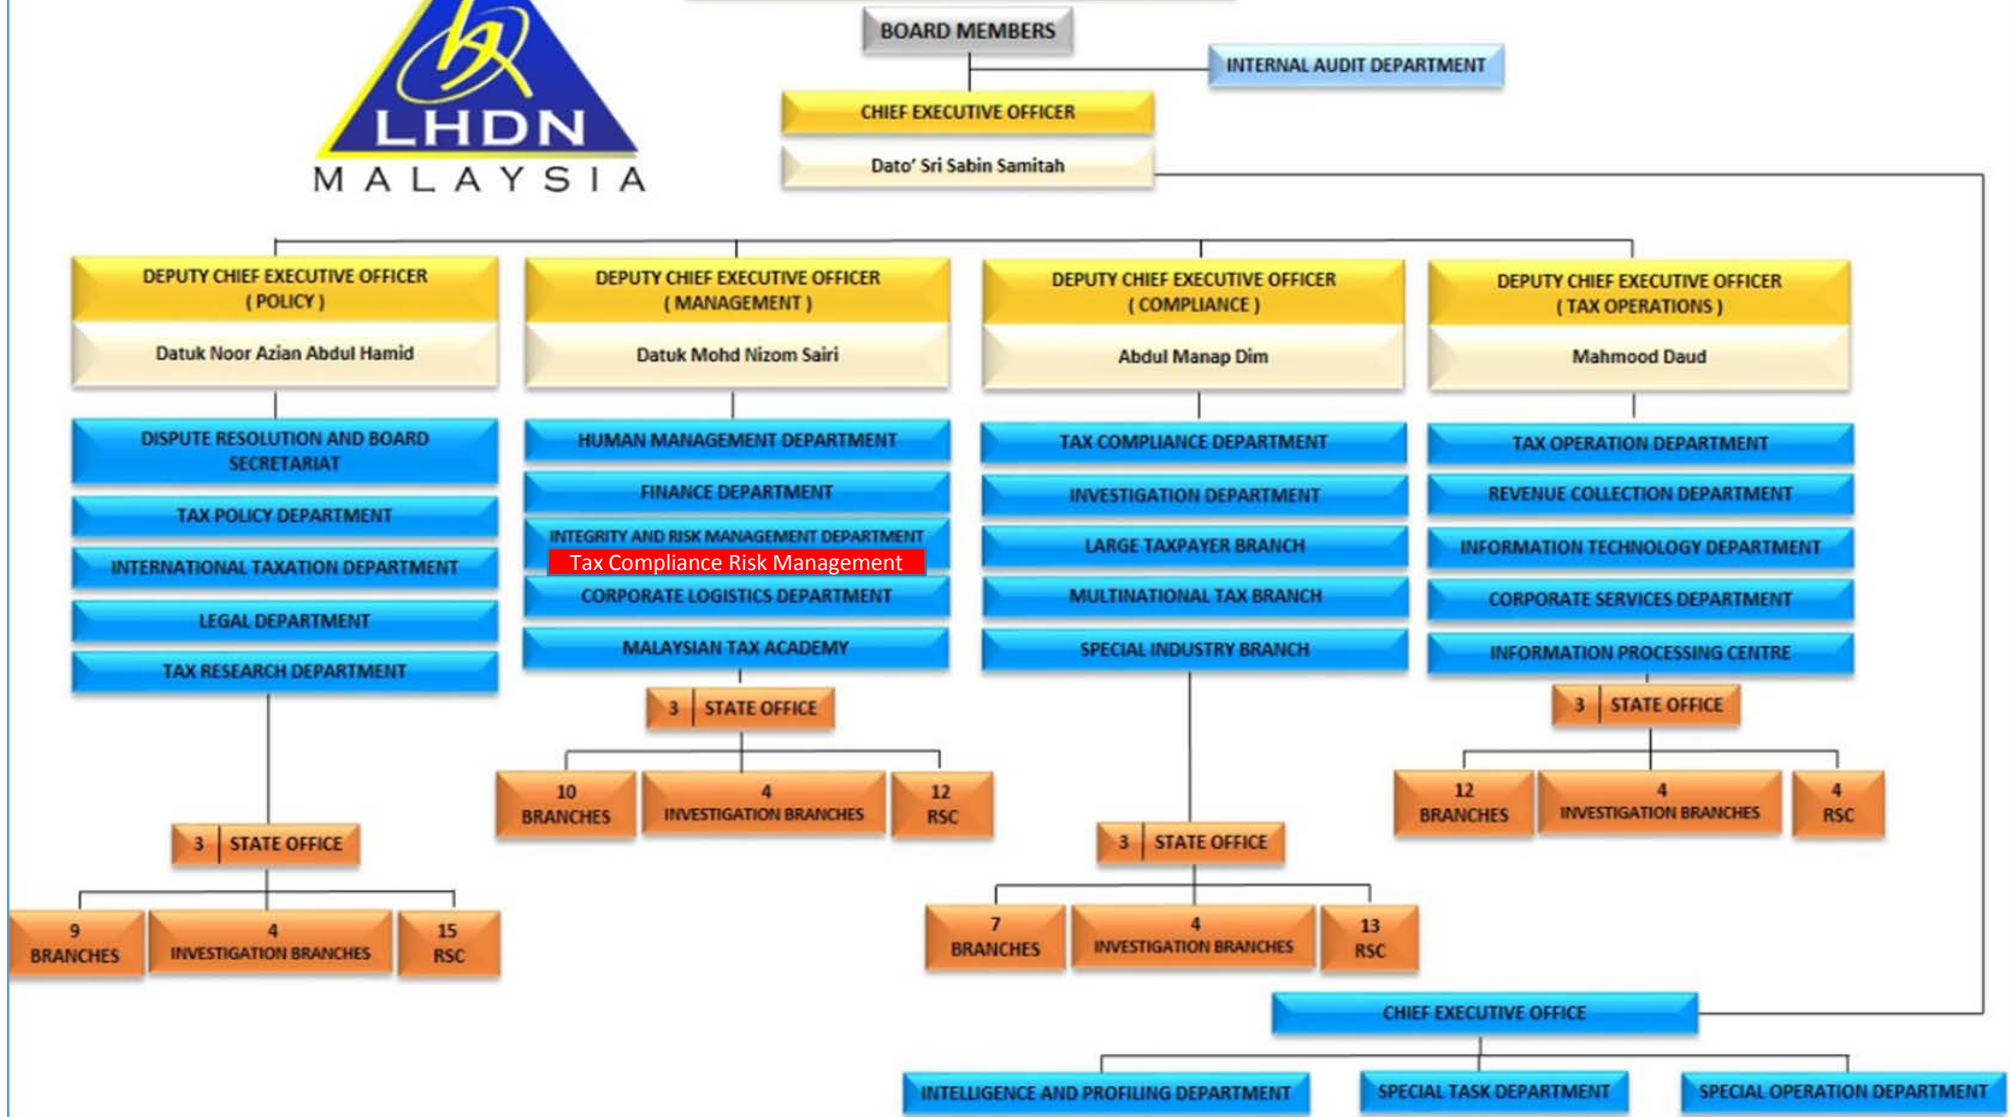 LHDN
MALAYSIA
BOARD MEMBERS
INTERNAL AUDIT DEPARTMENT
CHIEF EXECUTIVE OFFICER
Dato' Sri Sabin Samitah
DEPUTY CHIEF EXECUTIVE OFFICER
( POLICY )
Datuk Noor Azian Abdul Hamid
DISPUTE RESOLUTION AND BOARD
SECRETARIAT
TAX POLICY DEPARTMENT
INTERNATIONAL TAXATION DEPARTMENT
LEGAL DEPARTMENT
TAX RESEARCH DEPARTMENT
3 STATE OFFICE
9
BRANCHES
4
INVESTIGATION BRANCHES
15
RSC
DEPUTY CHIEF EXECUTIVE OFFICER
( MANAGEMENT )
Datuk Mohd Nizom Sairi
HUMAN MANAGEMENT DEPARTMENT
FINANCE DEPARTMENT
INTEGRITY AND RISK MANAGEMENT DEPARTMENT
Tax Compliance Risk Management
CORPORATE LOGISTICS DEPARTMENT
MALAYSIAN TAX ACADEMY
3 STATE OFFICE
10
BRANCHES
4
INVESTIGATION BRANCHES
12
RSC
DEPUTY CHIEF EXECUTIVE OFFICER
( COMPLIANCE )
Abdul Manap Dim
TAX COMPLIANCE DEPARTMENT
INVESTIGATION DEPARTMENT
LARGE TAXPAYER BRANCH
MULTINATIONAL TAX BRANCH
SPECIAL INDUSTRY BRANCH
3 STATE OFFICE
7
BRANCHES
4
INVESTIGATION BRANCHES
13
RSC
DEPUTY CHIEF EXECUTIVE OFFICER
( TAX OPERATIONS )
Mahmood Daud
TAX OPERATION DEPARTMENT
REVENUE COLLECTION DEPARTMENT
INFORMATION TECHNOLOGY DEPARTMENT
CORPORATE SERVICES DEPARTMENT
INFORMATION PROCESSING CENTRE
3 STATE OFFICE
12
BRANCHES
4
INVESTIGATION BRANCHES
4
RSC
CHIEF EXECUTIVE OFFICE
INTELLIGENCE AND PROFILING DEPARTMENT
SPECIAL TASK DEPARTMENT
SPECIAL OPERATION DEPARTMENT